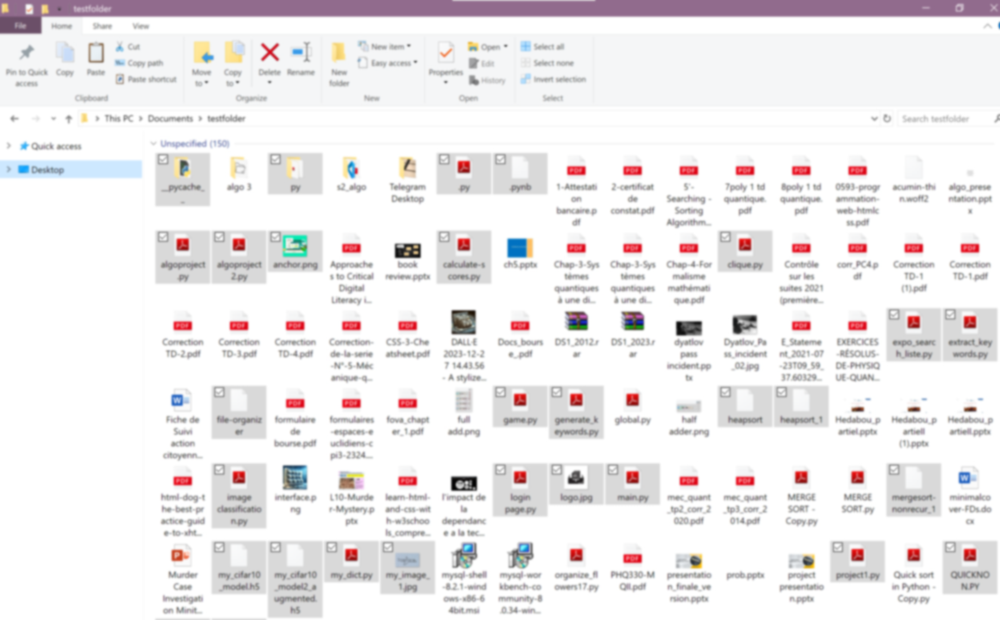 testfolder
File Home Share View
Pin to Quick access
Copy
Paste
Cut
Copy path
Paste shortcut
Clipboard
Move to
Copy to
Delete
Rename
Organize
New folder
New item
Easy access
New
Properties
Open
Edit
History
Open
Select all
Select none
Invert selection
Select
This PC > Documents > testfolder
Search testfolder
Quick access
Desktop
Unspecified (150)
__pycache__
algo 3
py
s2_algo
Telegram Desktop
.py
.pynb
1-Attestation bancaire.pdf
2-certificat de constat.pdf
5'-Searching - Sorting Algorithm...
7poly 1 td quantique.pdf
8poly 1 td quantique.pdf
0593-programmation-web-htmlcss.pdf
acumin-thin.woff2
algo_presentation.pptx
algoproject.py
algoproject2.py
anchor.png
Approaches to Critical Digital Literacy i...
book review.pptx
calculate-scores.py
ch5.pptx
Chap-3-Systèmes quantiques à une di...
Chap-3-Systèmes quantiques à une di...
Chap-4-Formalisme mathématique.pdf
clique.py
Contrôle sur les suites 2021 (première...
corr_PC4.pdf
Correction TD-1 (1).pdf
Correction TD-1.pdf
Correction TD-2.pdf
Correction TD-3.pdf
Correction TD-4.pdf
Correction-de-la-serie-N°-5-Mécanique-q...
CSS-3-Cheatsheet.pdf
DALL·E 2023-12-27 14.43.56 - A stylize...
Docs_bourse_.pdf
DS1_2012.rar
DS1_2023.rar
dyatlov pass incident.pptx
Dyatlov_Pass_incident_02.jpg
E_Statement_2021-07-23T09_59_37.60329...
EXERCICES-RÉSOLUS-DE-PHYSIQUE-QUAN...
expo_search_liste.py
extract_keywords.py
Fiche de Suivi action citoyenn...
file-organizer
formulaire de bourse.pdf
formulaires-espaces-euclidiens-cpi3-2324....
fova_chapter_1.pdf
full add.png
game.py
generate_keywords.py
global.py
half adder.png
heapsort
heapsort_1
Hedabou_partiel.pptx
Hedabou_partiell (1).pptx
Hedabou_partiell.pptx
html-dog-the-best-practice-guide-to-xht...
image classification.py
interface.png
L10-Murder-Mystery.pptx
learn-html-and-css-with-w3schools_compre...
l'impact de la dependance a la tec...
login page.py
logo.jpg
main.py
mec_quant_tp2_corr_2020.pdf
mec_quant_tp3_corr_2014.pdf
MERGE SORT - Copy.py
MERGE SORT.py
mergesort-nonrecur_1
minimalcover-FDs.docx
Murder Case Investigation Minit...
my_cifar10_model.h5
my_cifar10_model2_augmented.h5
my_dict.py
my_image_1.jpg
mysql-shell-8.2.1-windows-x86-64bit.msi
mysql-workbench-community-8.0.34-win...
organize_flowers17.py
PHQ330-MQII.pdf
presentation_finale_version.pptx
prob.pptx
project presentation.pptx
project1.py
Quick sort in Python - Copy.py
QUICKNON.PY